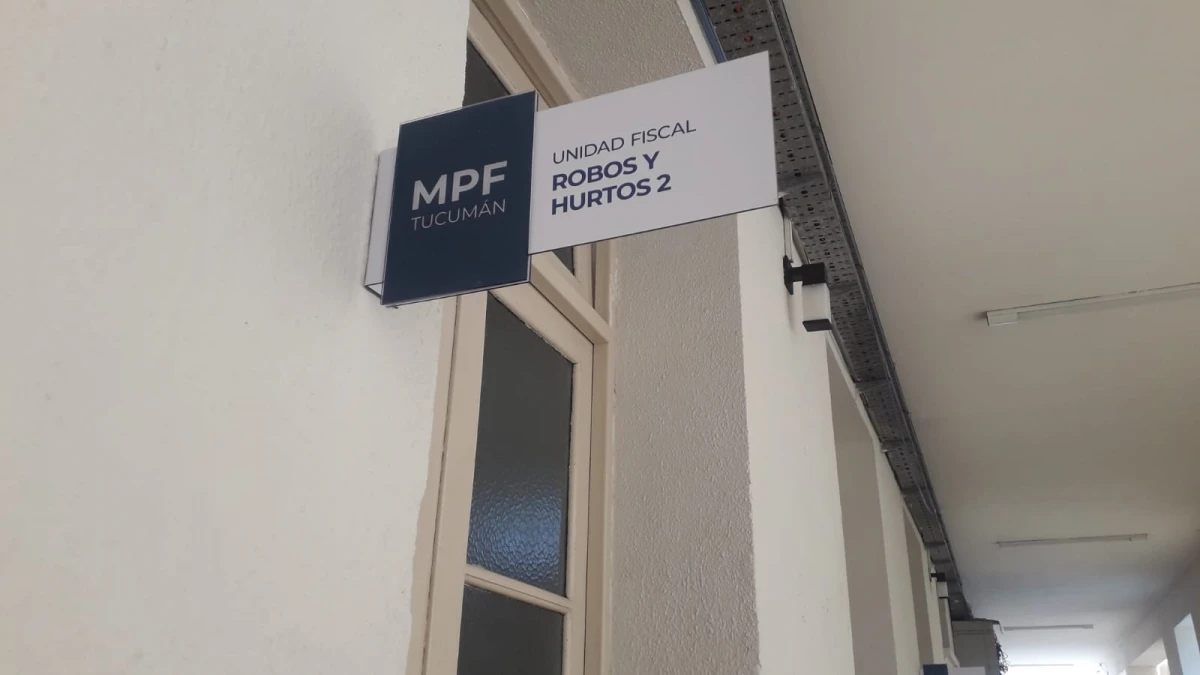 MPF
TUCUMÁN
UNIDAD FISCAL
ROBOS Y
HURTOS 2